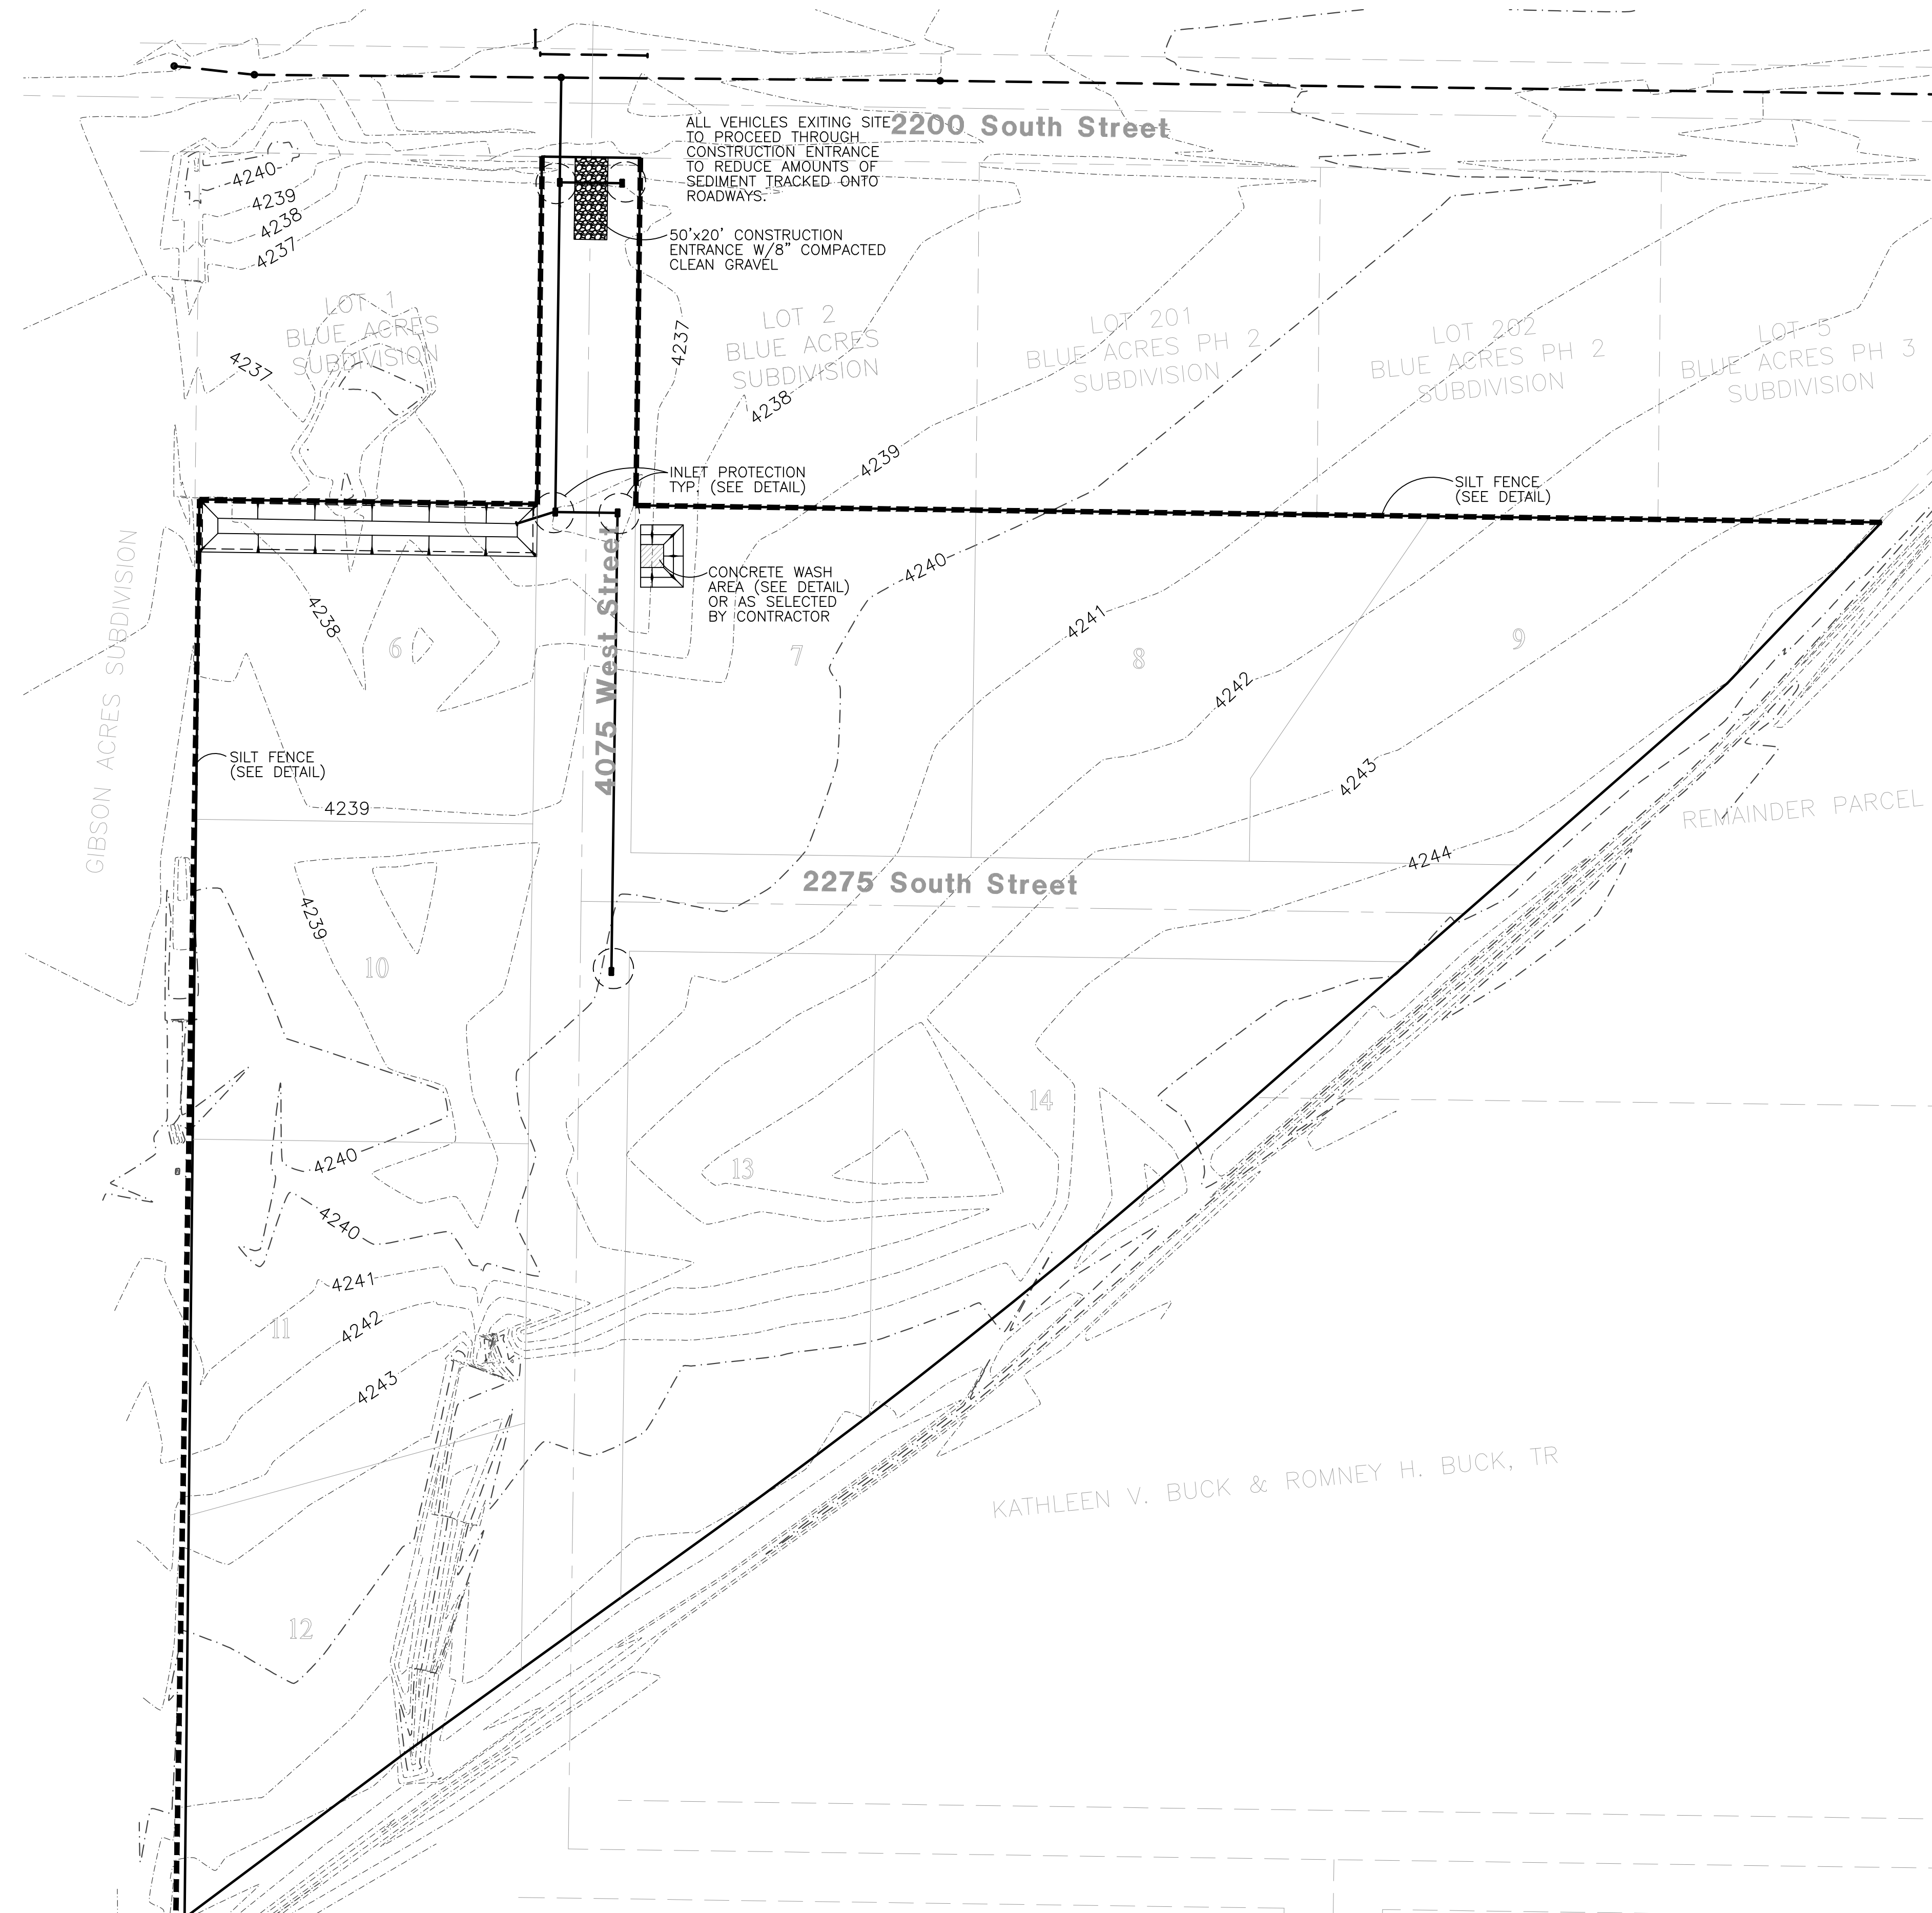 2200 South Street
ALL VEHICLES EXITING SITE
TO PROCEED THROUGH
CONSTRUCTION ENTRANCE
TO REDUCE AMOUNTS OF
SEDIMENT TRACKED ONTO
ROADWAYS.
4240
4239
4238
4237
50'x20' CONSTRUCTION
ENTRANCE W/8" COMPACTED
CLEAN GRAVEL
LOT 1
BLUE ACRES
SUBDIVISION
LOT 2
BLUE ACRES
SUBDIVISION
LOT 201
BLUE ACRES PH 2
SUBDIVISION
LOT 202
BLUE ACRES PH 2
SUBDIVISION
LOT 5
BLUE ACRES PH 3
SUBDIVISION
4237
4237
4238
4239
INLET PROTECTION
TYP. (SEE DETAIL)
SILT FENCE
(SEE DETAIL)
GIBSON ACRES SUBDIVISION
4075 West Street
CONCRETE WASH
AREA (SEE DETAIL)
OR AS SELECTED
BY CONTRACTOR
4240
4238
4241
6
7
8
9
4242
SILT FENCE
(SEE DETAIL)
4243
4239
REMAINDER PARCEL
4244
2275 South Street
4239
10
14
4240
13
4240
4241
11
4242
4243
KATHLEEN V. BUCK & ROMNEY H. BUCK, TR
12